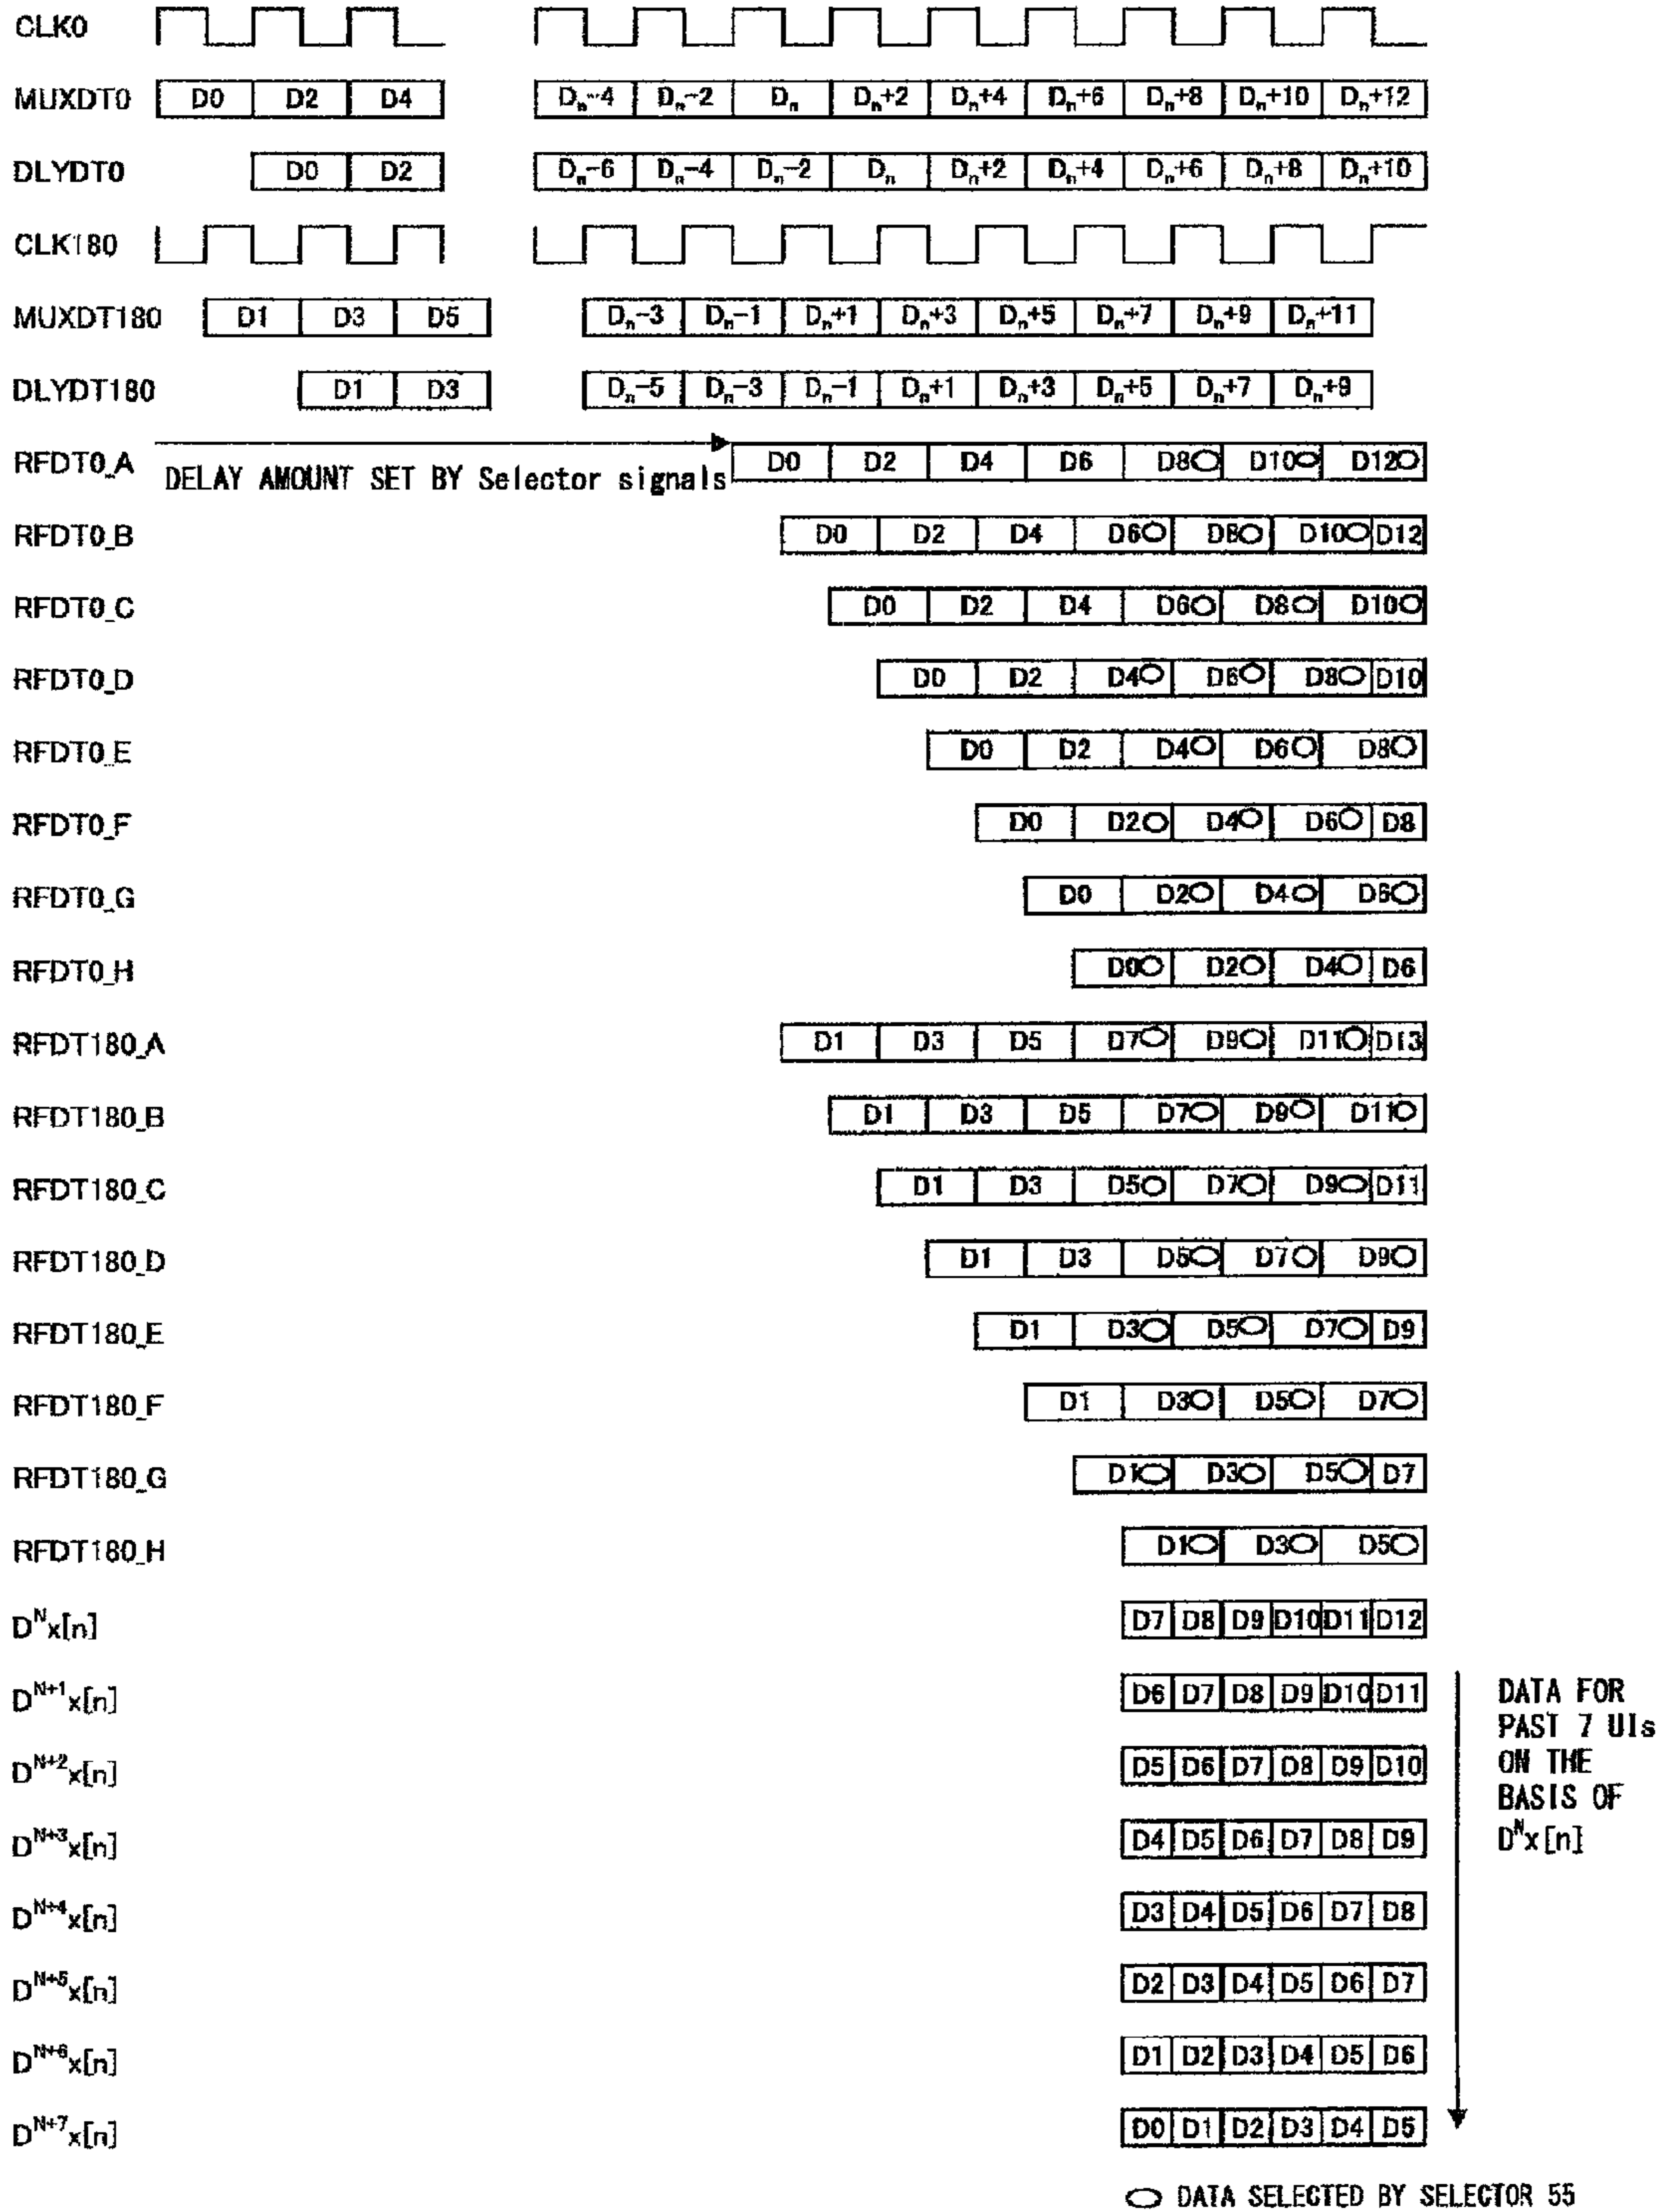 CLK0
MUXDT0 D0 D2 D4 Dn-4 Dn-2 Dn Dn+2 Dn+4 Dn+6 Dn+8 Dn+10 Dn+12
DLYDT0 D0 D2 Dn-6 Dn-4 Dn-2 Dn Dn+2 Dn+4 Dn+6 Dn+8 Dn+10
CLK180
MUXDT180 D1 D3 D5 Dn-3 Dn-1 Dn+1 Dn+3 Dn+5 Dn+7 Dn+9 Dn+11
DLYDT180 D1 D3 Dn-5 Dn-3 Dn-1 Dn+1 Dn+3 Dn+5 Dn+7 Dn+9
RFDT0_A DELAY AMOUNT SET BY Selector signals D0 D2 D4 D6 D8 D10 D12
RFDT0_B D0 D2 D4 D6 D8 D10 D12
RFDT0_C D0 D2 D4 D6 D8 D10
RFDT0_D D0 D2 D4 D6 D8 D10
RFDT0_E D0 D2 D4 D6 D8
RFDT0_F D0 D2 D4 D6 D8
RFDT0_G D0 D2 D4 D6
RFDT0_H D0 D2 D4 D6
RFDT180_A D1 D3 D5 D7 D9 D11 D13
RFDT180_B D1 D3 D5 D7 D9 D11
RFDT180_C D1 D3 D5 D7 D9 D11
RFDT180_D D1 D3 D5 D7 D9
RFDT180_E D1 D3 D5 D7 D9
RFDT180_F D1 D3 D5 D7
RFDT180_G D1 D3 D5 D7
RFDT180_H D1 D3 D5
D^N x[n] D7 D8 D9 D10 D11 D12
D^N+1 x[n] D6 D7 D8 D9 D10 D11
D^N+2 x[n] D5 D6 D7 D8 D9 D10
D^N+3 x[n] D4 D5 D6 D7 D8 D9
D^N+4 x[n] D3 D4 D5 D6 D7 D8
D^N+5 x[n] D2 D3 D4 D5 D6 D7
D^N+6 x[n] D1 D2 D3 D4 D5 D6
D^N+7 x[n] D0 D1 D2 D3 D4 D5
DATA FOR
PAST 7 UIs
ON THE
BASIS OF
D^N x[n]
DATA SELECTED BY SELECTOR 55